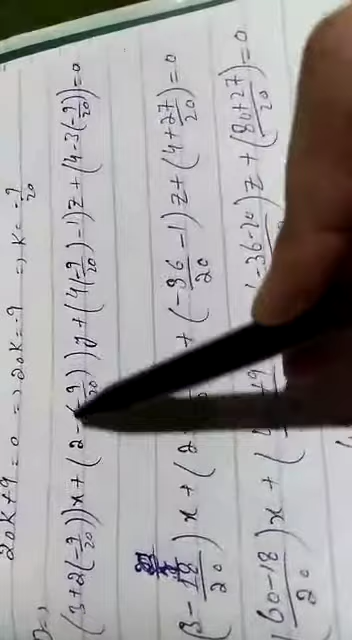 20K+9=0 => 20K=-9 => K=-9/20
=> (3+2(-9/20))x+(2-(-9/20))y+(4(-9/20)-1)z+(4-3(-9/20))=0
(3-18/20)x+(2 +(-36/20-1)z+(4+27/20)=0
(60-18/20)x+( +9 -36-20)z+(80+27/20)=0